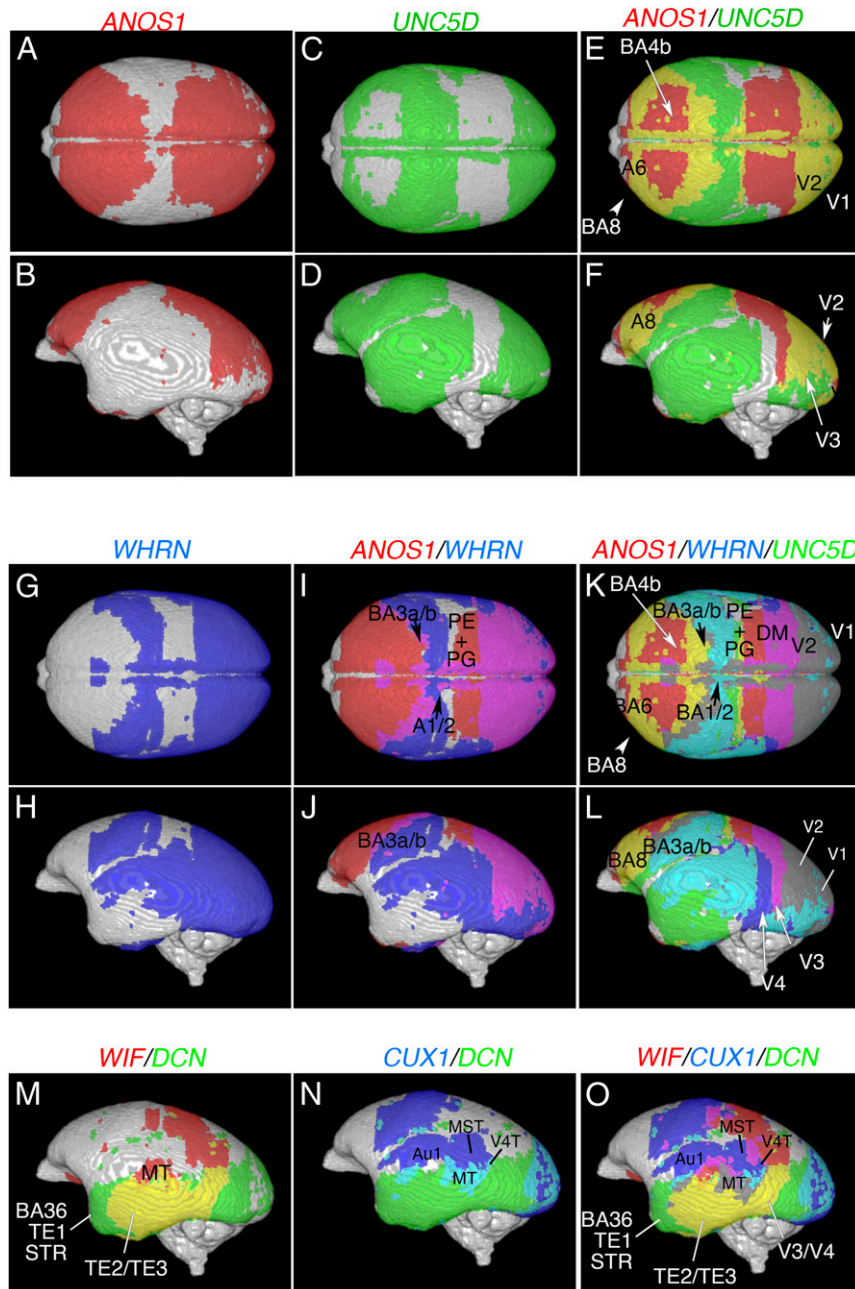 ANOS1 UNC5D ANOS1/UNC5D
A C E
BA4b
A6
V2
V1
BA8
B D F
V2
A8
V3
WHRN ANOS1/WHRN ANOS1/WHRN/UNC5D
G I K
BA4b
BA3a/b PE BA3a/b PE
+ + DM V2 V1
PG PG
A1/2 BA6 BA1/2
BA8
H J L
V2
BA3a/b BA8 BA3a/b
V1
V3
V4
WIF/DCN CUX1/DCN WIF/CUX1/DCN
M N O
MST MST
V4T V4T
Au1 Au1
MT MT MT
BA36 BA36
TE1 TE1
STR STR
V3/V4
TE2/TE3 TE2/TE3